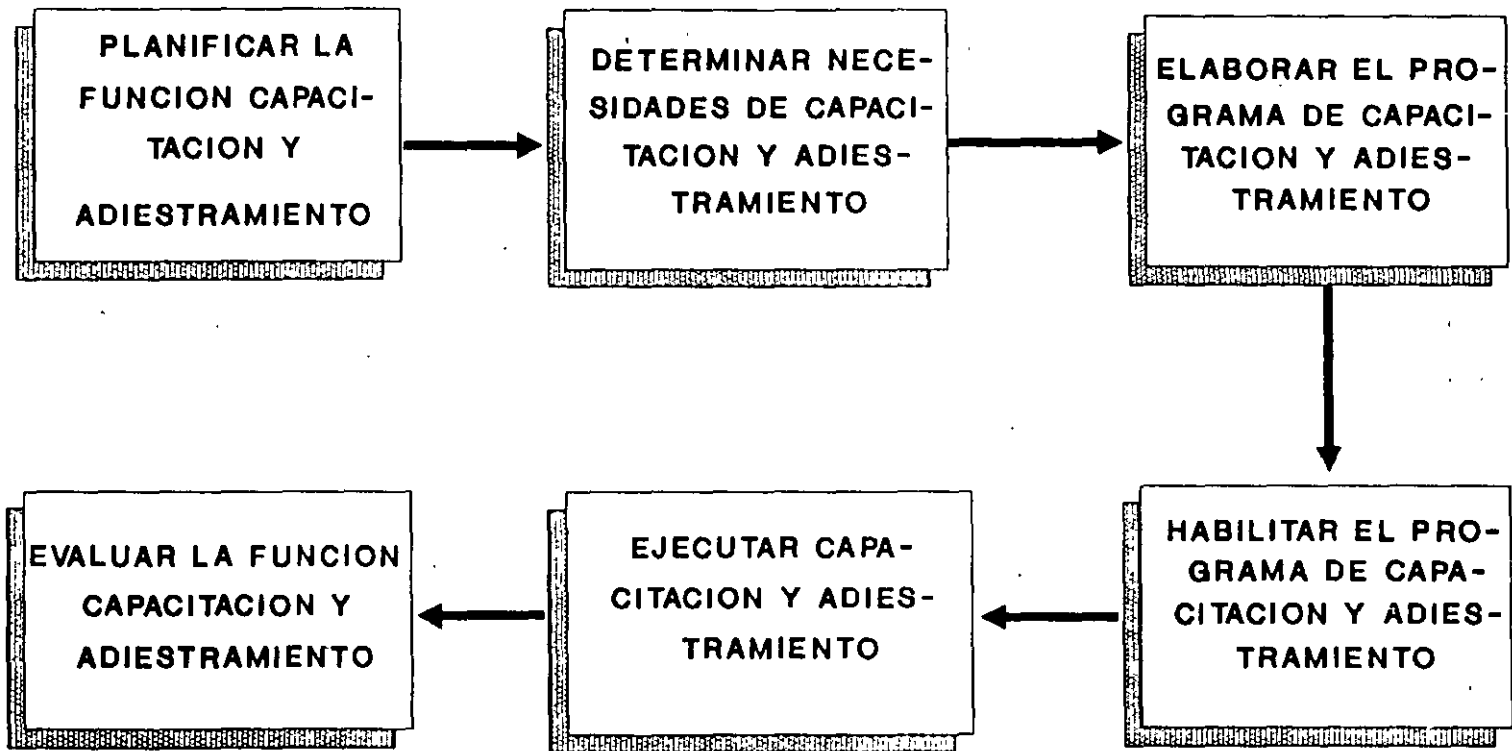 PLANIFICAR LA
FUNCION CAPACI-
TACION Y
ADIESTRAMIENTO
DETERMINAR NECE-
SIDADES DE CAPACI-
TACION Y ADIES-
TRAMIENTO
ELABORAR EL PRO-
GRAMA DE CAPACI-
TACION Y ADIES-
TRAMIENTO
HABILITAR EL PRO-
GRAMA DE CAPA-
CITACION Y ADIES-
TRAMIENTO
EJECUTAR CAPA-
CITACION Y ADIES-
TRAMIENTO
EVALUAR LA FUNCION
CAPACITACION Y
ADIESTRAMIENTO